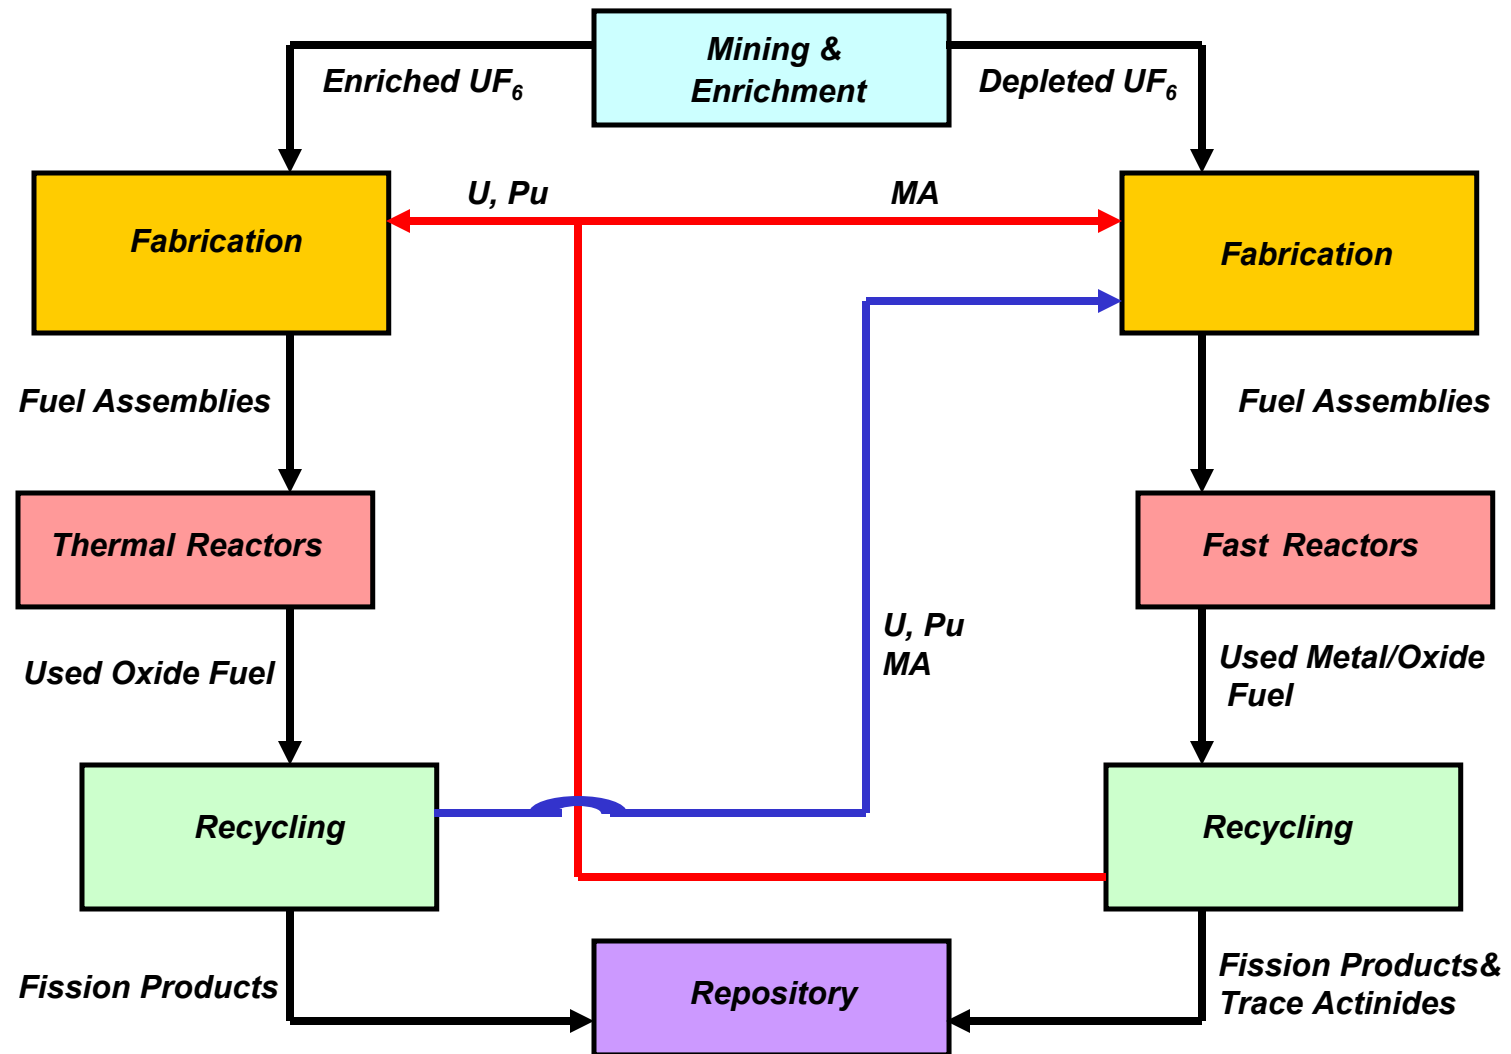 Mining &
Enrichment
Enriched UF₆
Depleted UF₆
U, Pu
MA
Fabrication
Fabrication
Fuel Assemblies
Fuel Assemblies
Thermal Reactors
Fast Reactors
U, Pu
MA
Used Oxide Fuel
Used Metal/Oxide
Fuel
Recycling
Recycling
Fission Products
Repository
Fission Products&
Trace Actinides